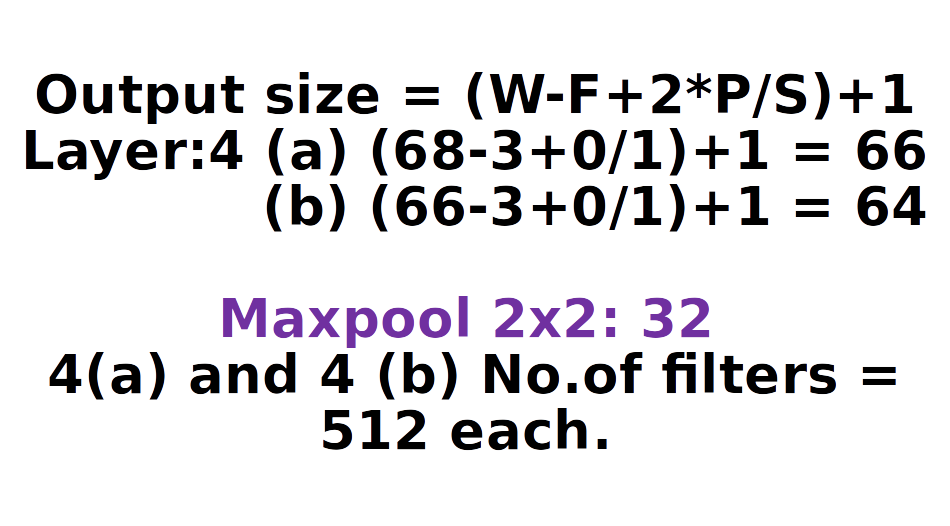 Output size = (W-F+2*P/S)+1
Layer:4 (a) (68-3+0/1)+1 = 66
(b) (66-3+0/1)+1 = 64
Maxpool 2x2: 32
4(a) and 4 (b) No.of filters =
512 each.